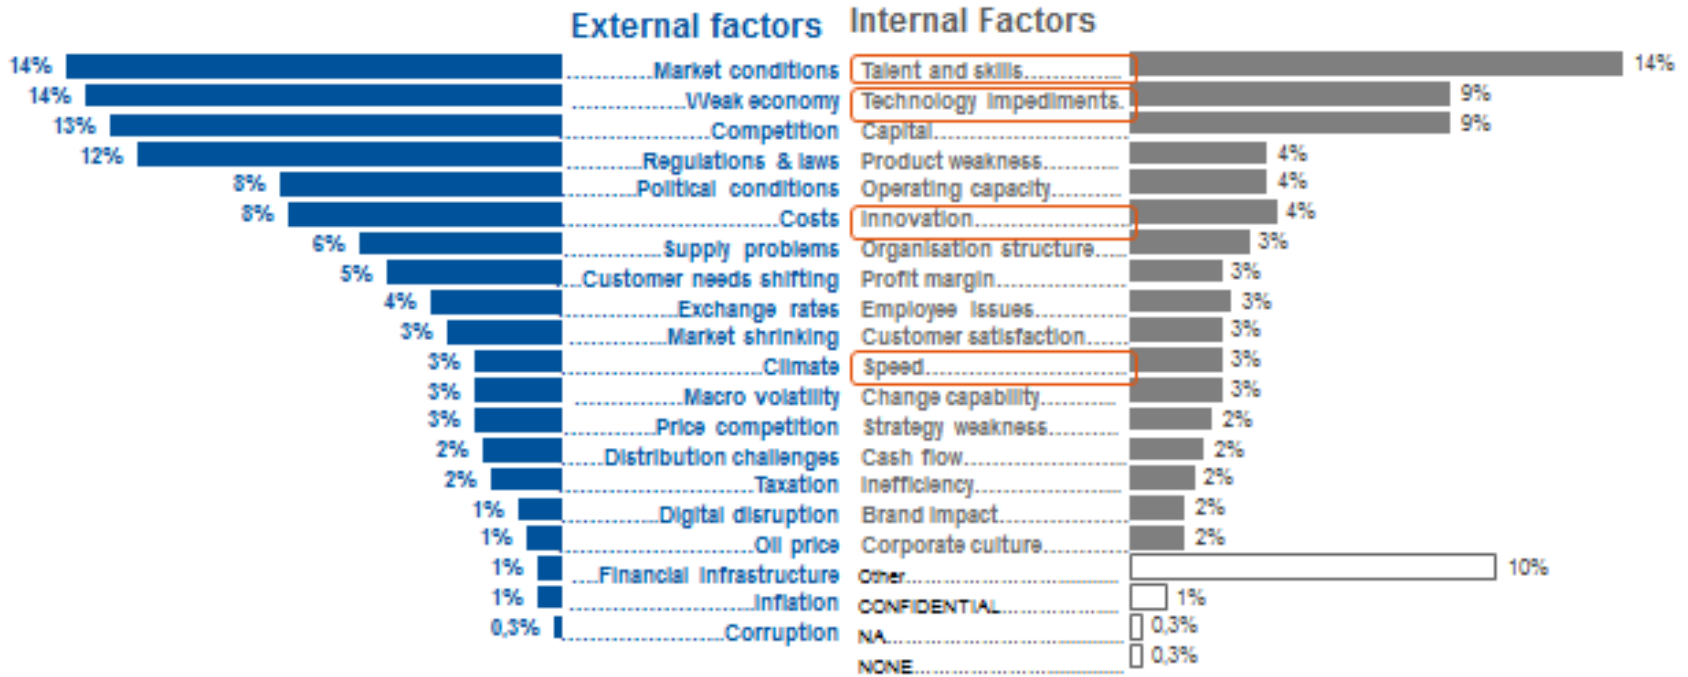 External factors Internal Factors
14% Market conditions Talent and skills 14%
14% Weak economy Technology impediments. 9%
13% Competition Capital 9%
12% Regulations & laws Product weakness 4%
8% Political conditions Operating capacity 4%
8% Costs Innovation 4%
6% Supply problems Organisation structure 3%
5% Customer needs shifting Profit margin 3%
4% Exchange rates Employee issues 3%
3% Market shrinking Customer satisfaction 3%
3% Climate Speed 3%
3% Macro volatility Change capability 3%
3% Price competition Strategy weakness 2%
2% Distribution challenges Cash flow 2%
2% Taxation Inefficiency 2%
1% Digital disruption Brand impact 2%
1% Oil price Corporate culture 2%
1% Financial infrastructure Other 10%
1% Inflation CONFIDENTIAL 1%
0,3% Corruption NA 0,3%
NONE 0,3%